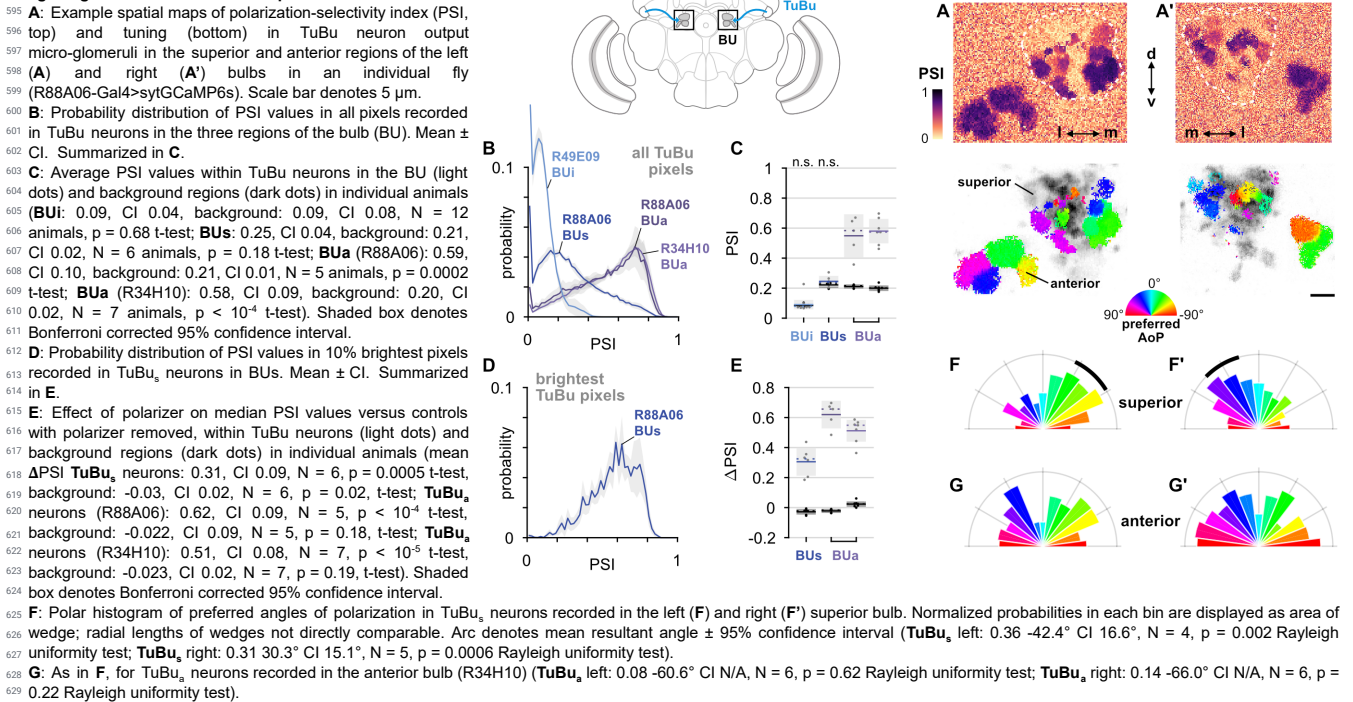 595 A: Example spatial maps of polarization-selectivity index (PSI,
596 top) and tuning (bottom) in TuBu neuron output
597 micro-glomeruli in the superior and anterior regions of the left
598 (A) and right (A') bulbs in an individual fly
599 (R88A06-Gal4>sytGCaMP6s). Scale bar denotes 5 µm.
600 B: Probability distribution of PSI values in all pixels recorded
601 in TuBu neurons in the three regions of the bulb (BU). Mean ±
602 CI. Summarized in C.
603 C: Average PSI values within TuBu neurons in the BU (light
604 dots) and background regions (dark dots) in individual animals
605 (BUi: 0.09, CI 0.04, background: 0.09, CI 0.08, N = 12
606 animals, p = 0.68 t-test; BUs: 0.25, CI 0.04, background: 0.21,
607 CI 0.02, N = 6 animals, p = 0.18 t-test; BUa (R88A06): 0.59,
608 CI 0.10, background: 0.21, CI 0.01, N = 5 animals, p = 0.0002
609 t-test; BUa (R34H10): 0.58, CI 0.09, background: 0.20, CI
610 0.02, N = 7 animals, p < 10⁻⁴ t-test). Shaded box denotes
611 Bonferroni corrected 95% confidence interval.
612 D: Probability distribution of PSI values in 10% brightest pixels
613 recorded in TuBuₛ neurons in BUs. Mean ± CI. Summarized
614 in E.
615 E: Effect of polarizer on median PSI values versus controls
616 with polarizer removed, within TuBu neurons (light dots) and
617 background regions (dark dots) in individual animals (mean
618 ΔPSI TuBuₛ neurons: 0.31, CI 0.09, N = 6, p = 0.0005 t-test,
619 background: -0.03, CI 0.02, N = 6, p = 0.02, t-test; TuBuₐ
620 neurons (R88A06): 0.62, CI 0.09, N = 5, p < 10⁻⁴ t-test,
621 background: -0.022, CI 0.09, N = 5, p = 0.18, t-test; TuBuₐ
622 neurons (R34H10): 0.51, CI 0.08, N = 7, p < 10⁻⁵ t-test,
623 background: -0.023, CI 0.02, N = 7, p = 0.19, t-test). Shaded
624 box denotes Bonferroni corrected 95% confidence interval.
625 F: Polar histogram of preferred angles of polarization in TuBuₛ neurons recorded in the left (F) and right (F') superior bulb. Normalized probabilities in each bin are displayed as area of
626 wedge; radial lengths of wedges not directly comparable. Arc denotes mean resultant angle ± 95% confidence interval (TuBuₛ left: 0.36 -42.4° CI 16.6°, N = 4, p = 0.002 Rayleigh
627 uniformity test; TuBuₛ right: 0.31 30.3° CI 15.1°, N = 5, p = 0.0006 Rayleigh uniformity test).
628 G: As in F, for TuBuₐ neurons recorded in the anterior bulb (R34H10) (TuBuₐ left: 0.08 -60.6° CI N/A, N = 6, p = 0.62 Rayleigh uniformity test; TuBuₐ right: 0.14 -66.0° CI N/A, N = 6, p =
629 0.22 Rayleigh uniformity test).
TuBu
BU
A
A'
PSI
1
0
d
v
l m
m l
superior
anterior
0°
90° -90°
preferred
AoP
B
0.1
probability
0
0 PSI 1
R49E09
BUi
R88A06
BUs
all TuBu
pixels
R88A06
BUa
R34H10
BUa
C
n.s. n.s.
1
0.8
0.6
0.4
0.2
0
PSI
BUi BUs BUa
D
brightest
TuBu pixels
0.1
probability
0
0 PSI 1
R88A06
BUs
E
0.8
0.6
0.4
0.2
0
-0.2
ΔPSI
BUs BUa
F
F'
superior
G
G'
anterior